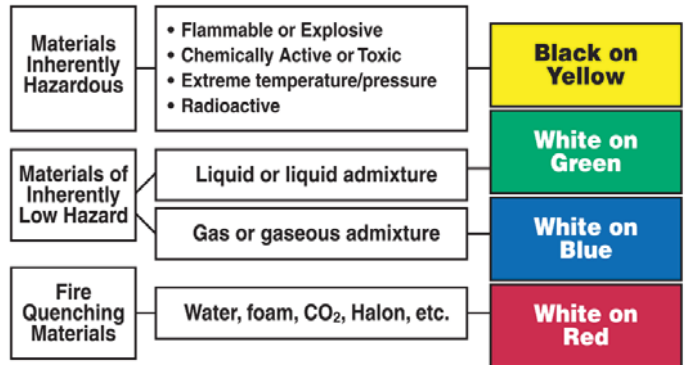 Materials
Inherently
Hazardous
• Flammable or Explosive
• Chemically Active or Toxic
• Extreme temperature/pressure
• Radioactive
Black on
Yellow
Materials of
Inherently
Low Hazard
Liquid or liquid admixture
White on
Green
Gas or gaseous admixture
White on
Blue
Fire
Quenching
Materials
Water, foam, CO₂, Halon, etc.
White on
Red